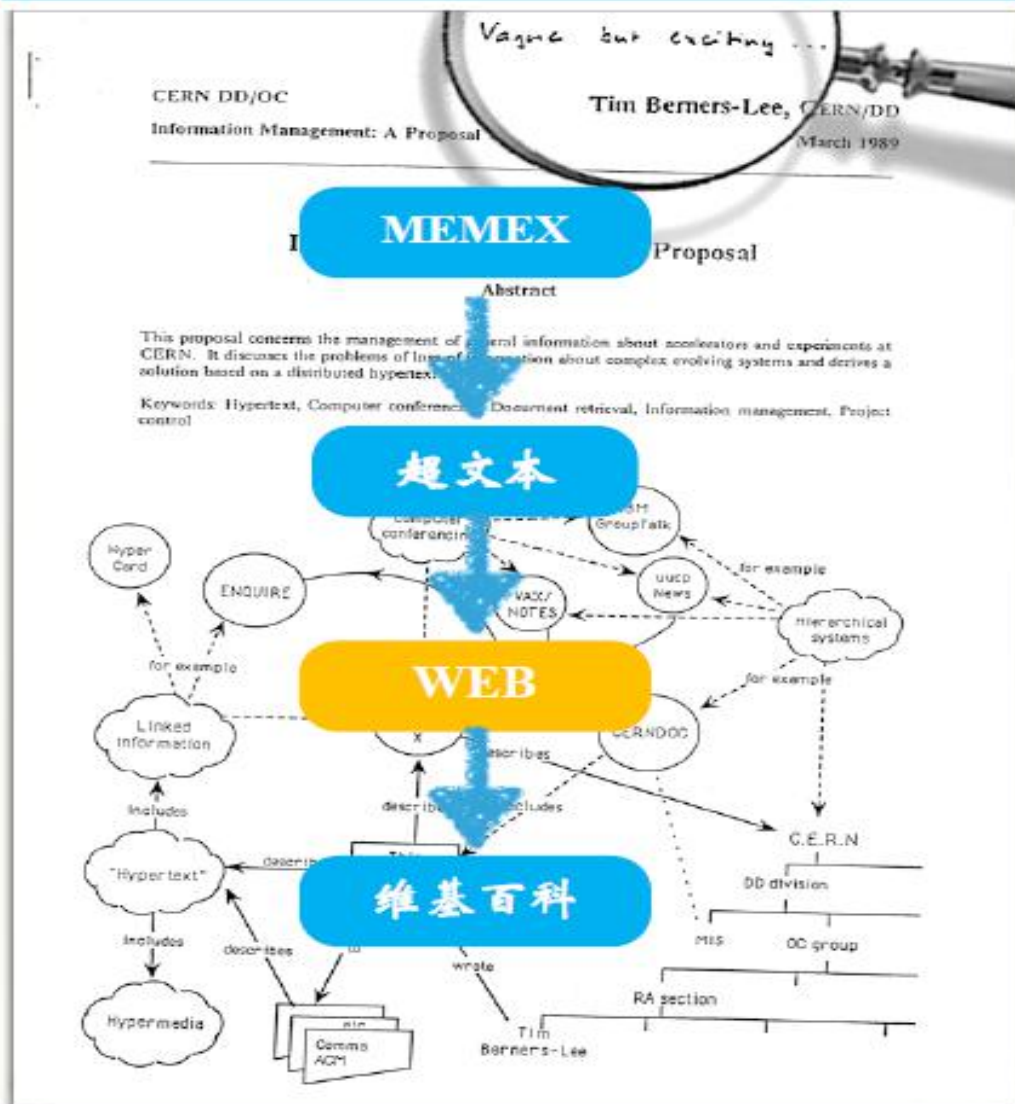 Vague but exciting ...
CERN DD/OC
Tim Berners-Lee, CERN/DD
Information Management: A Proposal
March 1989
MEMEX
Proposal
Abstract
This proposal concerns the management of general information about accelerators and experiments at
CERN. It discusses the problems of loss of information about complex evolving systems and derives a
solution based on a distributed hypertext
Keywords: Hypertext, Computer conferencing, Document retrieval, Information management, Project
control
超文本
Computer
conferencing
IBM
GroupTalk
Hyper
Card
ENQUIRE
VAX/
NOTES
uucp
News
for example
Hierarchical
systems
for example
for example
WEB
Linked
information
CERNDOC
describes
describes
includes
Includes
C.E.R.N
This
"Hypertext"
describes
DD division
维基百科
includes
describes
wrote
MIS
OC group
RA section
Hypermedia
Comms
ACM
Tim
Berners-Lee